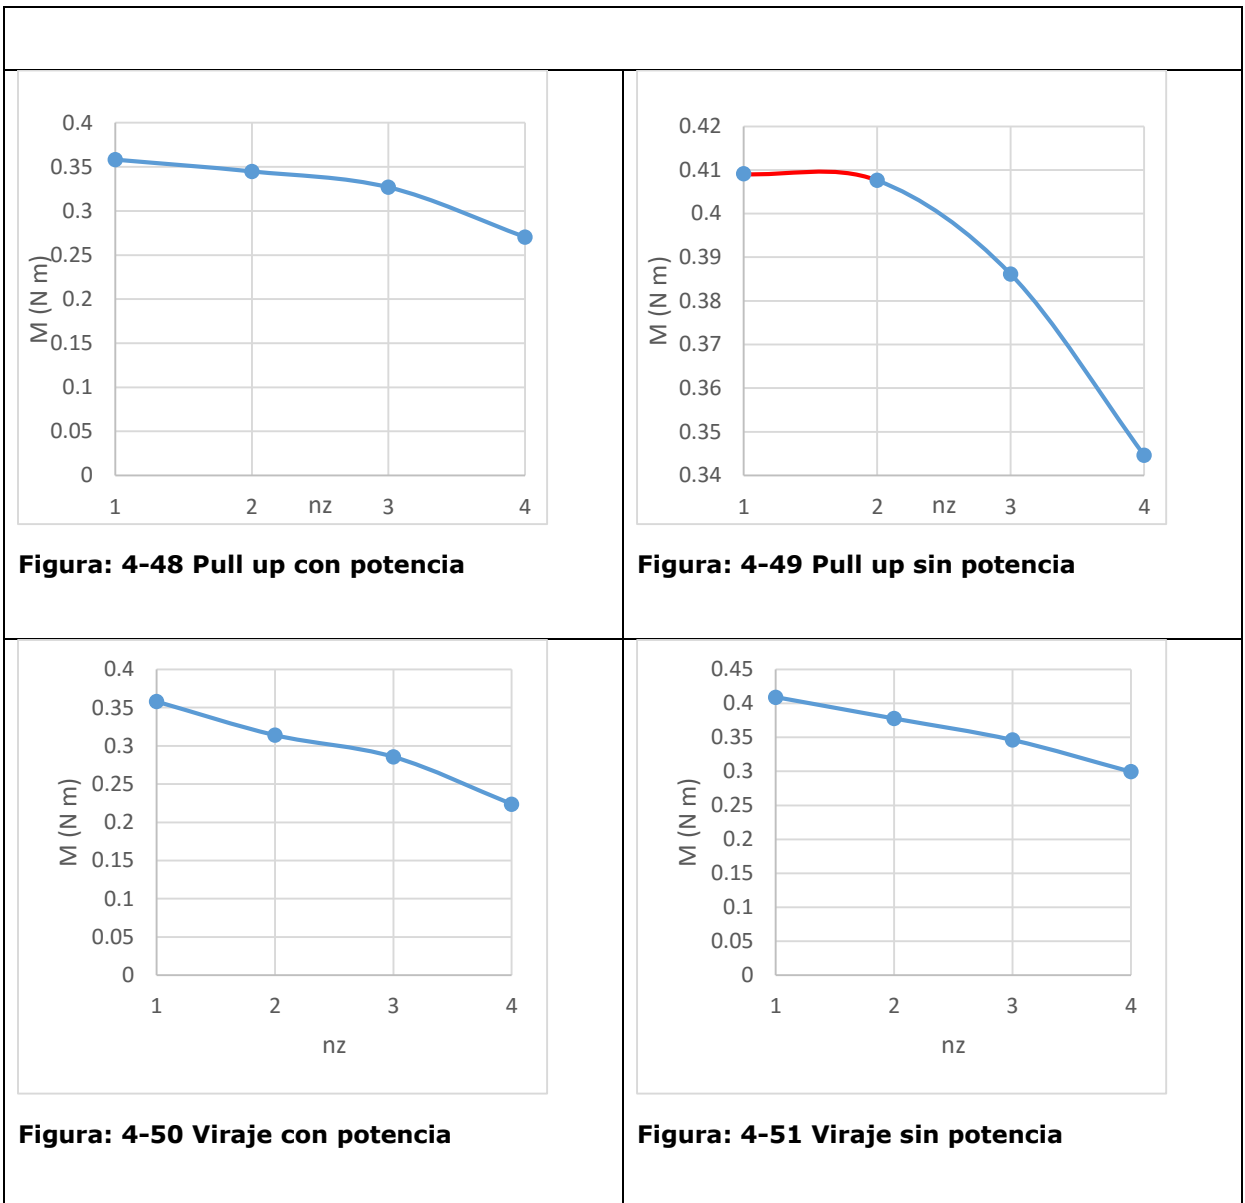 0.4
0.35
0.3
0.25
0.2
0.15
0.1
0.05
0
M (N m)
1 2 nz 3 4
Figura: 4-48 Pull up con potencia
0.42
0.41
0.4
0.39
0.38
0.37
0.36
0.35
0.34
M (N m)
1 2 nz 3 4
Figura: 4-49 Pull up sin potencia
0.4
0.35
0.3
0.25
0.2
0.15
0.1
0.05
0
M (N m)
1 2 3 4
nz
Figura: 4-50 Viraje con potencia
0.45
0.4
0.35
0.3
0.25
0.2
0.15
0.1
0.05
0
M (N m)
1 2 3 4
nz
Figura: 4-51 Viraje sin potencia